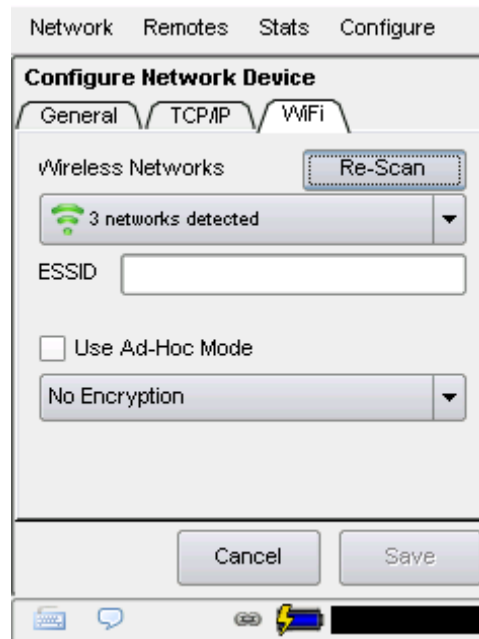 Network Remotes Stats Configure
Configure Network Device
General TCP/IP WiFi
Wireless Networks Re-Scan
3 networks detected
ESSID
Use Ad-Hoc Mode
No Encryption
Cancel Save